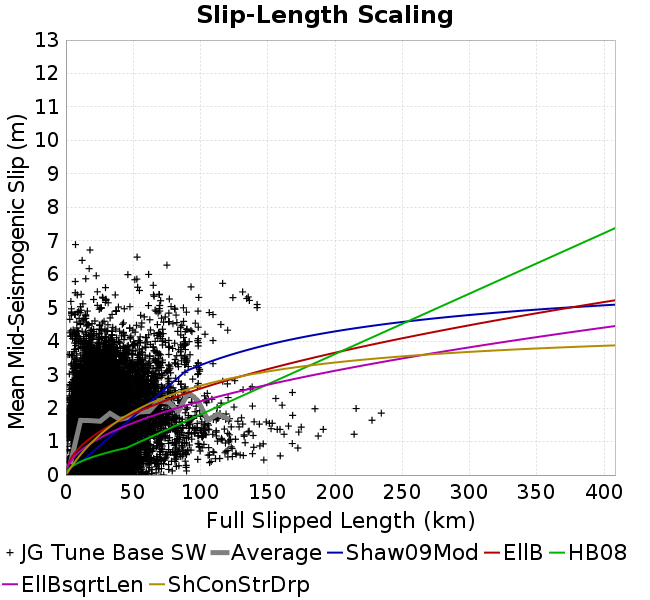 Slip-Length Scaling
13
12
11
10
9
8
7
6
5
4
3
2
1
0
Mean Mid-Seismogenic Slip (m)
0 50 100 150 200 250 300 350 400
Full Slipped Length (km)
JG Tune Base SW Average Shaw09Mod EllB HB08
EllBsqrtLen ShConStrDrp